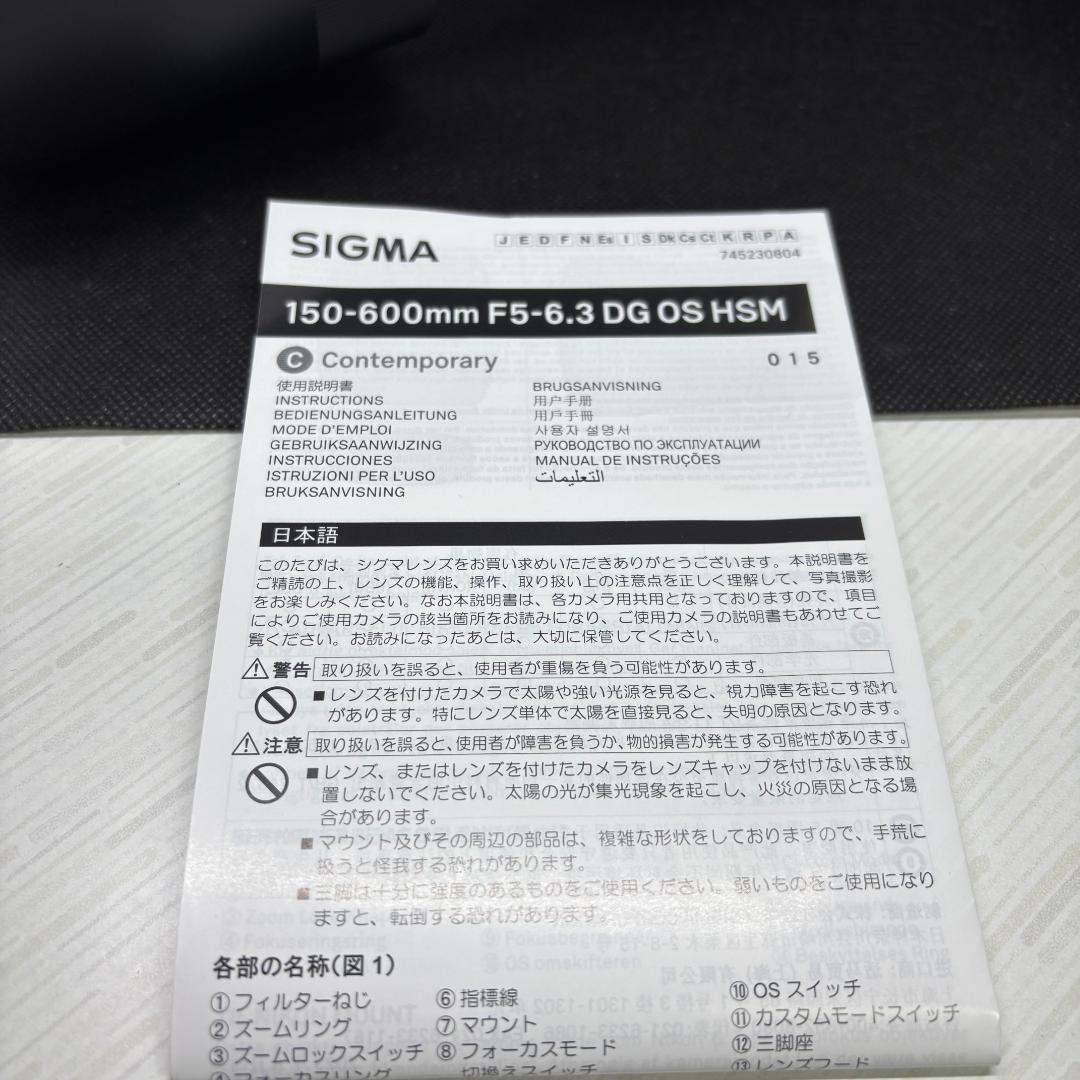 SIGMA
J E D F N Es I S Dk Cs Ct K R P A
745230804
150-600mm F5-6.3 DG OS HSM
C Contemporary
015
使用説明書
INSTRUCTIONS
BEDIENUNGSANLEITUNG
MODE D'EMPLOI
GEBRUIKSAANWIJZING
INSTRUCCIONES
ISTRUZIONI PER L'USO
BRUKSANVISNING
BRUGSANVISNING
用户手册
用戶手冊
사용자 설명서
РУКОВОДСТВО ПО ЭКСПЛУАТАЦИИ
MANUAL DE INSTRUÇÕES
التعليمات
日本語
このたびは、シグマレンズをお買い求めいただきありがとうございます。本説明書を
ご精読の上、レンズの機能、操作、取り扱い上の注意点を正しく理解して、写真撮影
をお楽しみください。なお本説明書は、各カメラ用共用となっておりますので、項目
によりご使用カメラの該当箇所をお読みになり、ご使用カメラの説明書もあわせてご
覧ください。お読みになったあとは、大切に保管してください。
警告 取り扱いを誤ると、使用者が重傷を負う可能性があります。
■レンズを付けたカメラで太陽や強い光源を見ると、視力障害を起こす恐れ
があります。特にレンズ単体で太陽を直接見ると、失明の原因となります。
注意 取り扱いを誤ると、使用者が障害を負うか、物的損害が発生する可能性があります。
■レンズ、またはレンズを付けたカメラをレンズキャップを付けないまま放
置しないでください。太陽の光が集光現象を起こし、火災の原因となる場
合があります。
■マウント及びその周辺の部品は、複雑な形状をしておりますので、手荒に
扱うと怪我する恐れがあります。
■三脚は十分に強度のあるものをご使用ください。弱いものをご使用になり
ますと、転倒する恐れがあります。
各部の名称(図1)
①フィルターねじ
②ズームリング
③ズームロックスイッチ
④フォーカスリング
⑥指標線
⑦マウント
⑧フォーカスモード
切換えスイッチ
⑩OS スイッチ
⑪カスタムモードスイッチ
⑫三脚座
⑬レンズフード